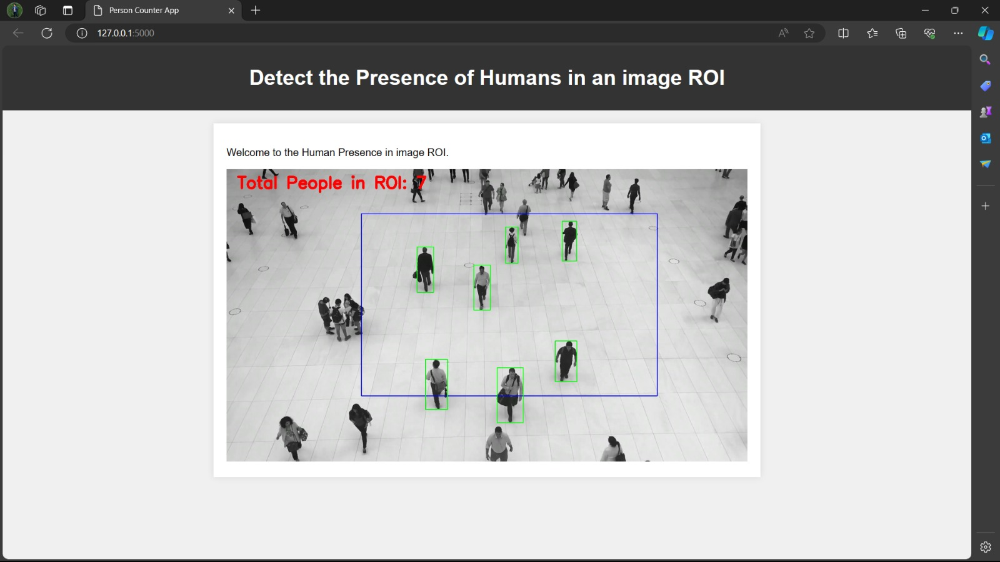 Person Counter App
127.0.0.1:5000
Detect the Presence of Humans in an image ROI
Welcome to the Human Presence in image ROI.
Total People in ROI: 7